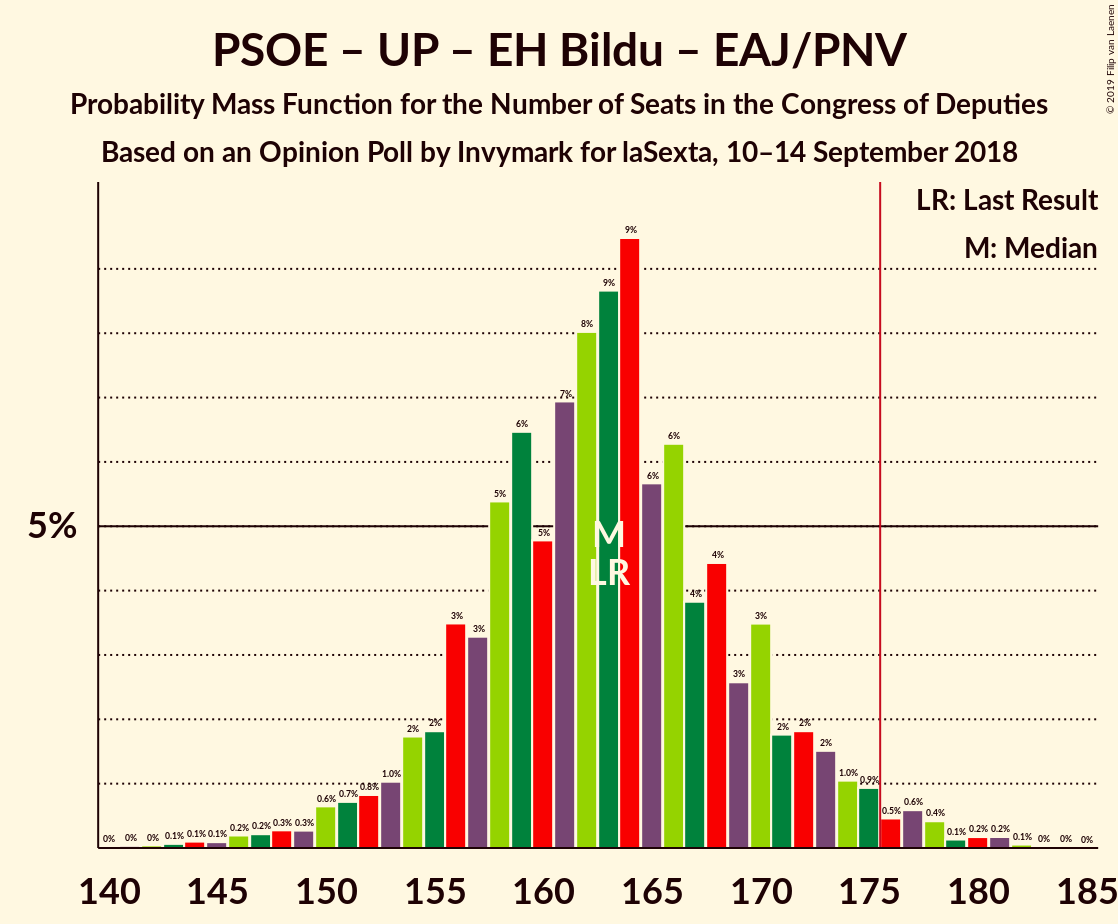 PSOE – UP – EH Bildu – EAJ/PNV
Probability Mass Function for the Number of Seats in the Congress of Deputies
Based on an Opinion Poll by Invymark for laSexta, 10–14 September 2018
© 2019 Filip van Laenen
LR: Last Result
M: Median
5%
0% 0% 0% 0.1% 0.1% 0.1% 0.2% 0.2% 0.3% 0.3% 0.6% 0.7% 0.8% 1.0% 2% 2% 3% 3% 5% 6% 5% 7% 8% 9% 9% 6% 6% 4% 4% 3% 3% 2% 2% 2% 1.0% 0.9% 0.5% 0.6% 0.4% 0.1% 0.2% 0.2% 0.1% 0% 0% 0%
M
LR
140 145 150 155 160 165 170 175 180 185